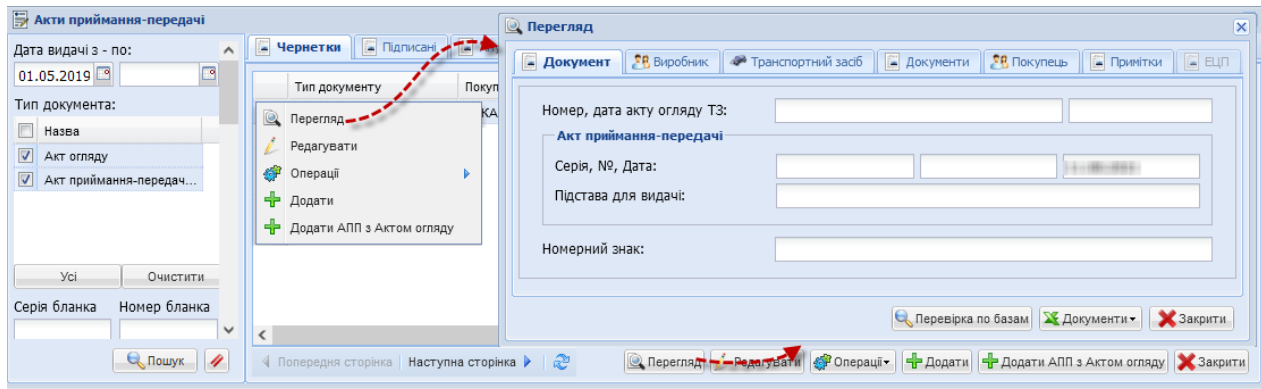 Акти приймання-передачі
Дата видачі з - по:
01.05.2019
Тип документа:
Назва
Акт огляду
Акт приймання-передач...
Усі
Очистити
Серія бланка
Номер бланка
Пошук
Чернетки
Підписані
Тип документу
Перегляд
Редагувати
Операції
Додати
Додати АПП з Актом огляду
Попередня сторінка
Наступна сторінка
Перегляд
Документ
Виробник
Транспортний засіб
Документи
Покупець
Примітки
ЕЦП
Номер, дата акту огляду ТЗ:
Акт приймання-передачі
Серія, №, Дата:
Підстава для видачі:
Номерний знак:
Перевірка по базам
Документи
Закрити
Перегляд
Редагувати
Операції
Додати
Додати АПП з Актом огляду
Закрити